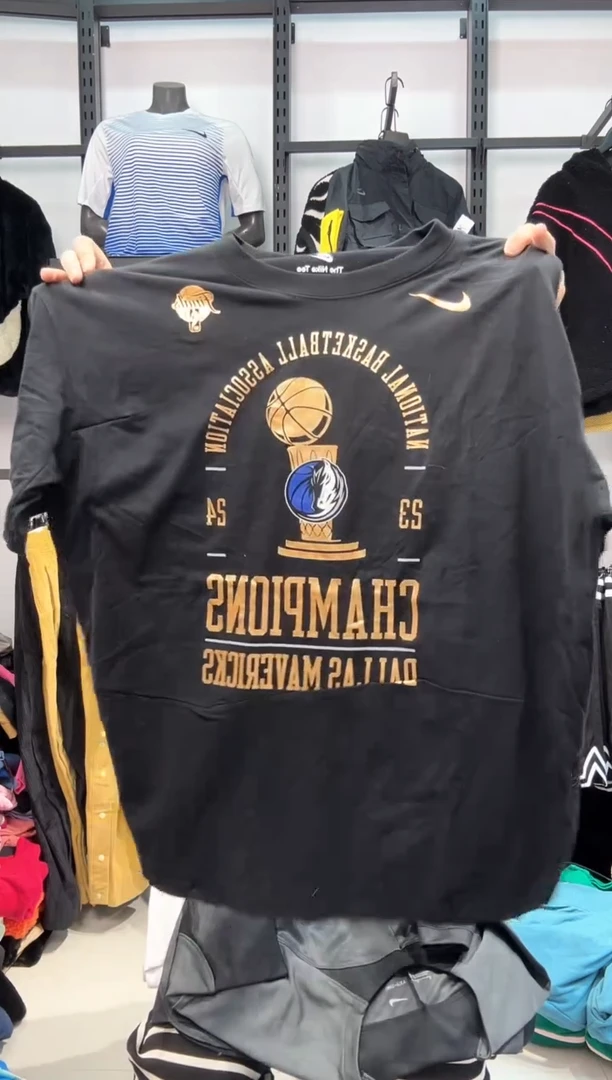 The Nike Tee
NATIONAL BASKETBALL ASSOCIATION
23 24
CHAMPIONS
DALLAS MAVERICKS